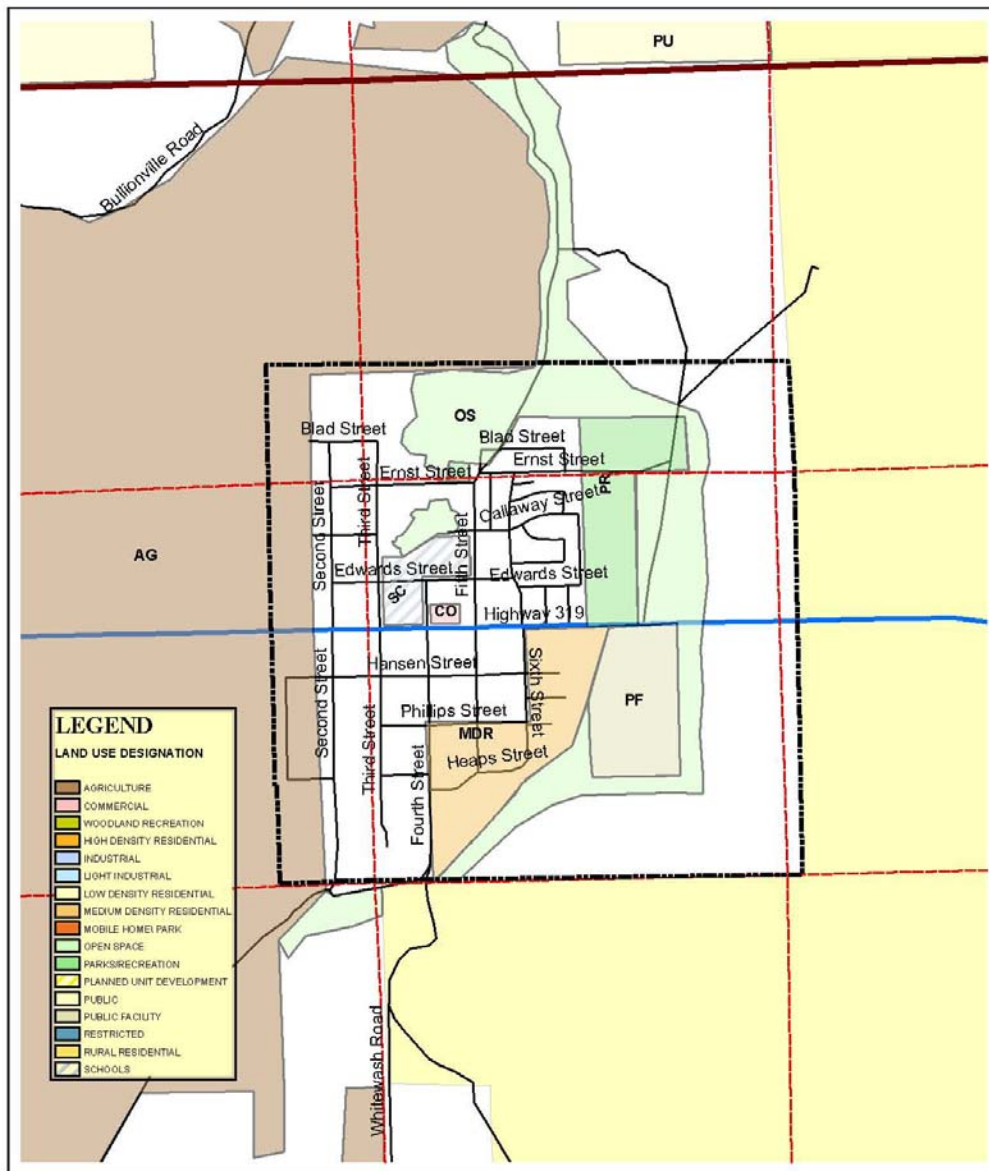 PU
Bullionville Road
OS
Blad Street
Blad Street
Ernst Street
Ernst Street
Third Street
PR
Callaway Street
Second Street
Fifth Street
AG
Edwards Street
Edwards Street
SC
CO
Highway 319
Hansen Street
Sixth Street
Second Street
Phillips Street
PF
MDR
Third Street
Heaps Street
Fourth Street
Whitewash Road
LEGEND
LAND USE DESIGNATION
AGRICULTURE
COMMERCIAL
WOODLAND RECREATION
HIGH DENSITY RESIDENTIAL
INDUSTRIAL
LIGHT INDUSTRIAL
LOW DENSITY RESIDENTIAL
MEDIUM DENSITY RESIDENTIAL
MOBILE HOME\ PARK
OPEN SPACE
PARKS/RECREATION
PLANNED UNIT DEVELOPMENT
PUBLIC
PUBLIC FACILITY
RESTRICTED
RURAL RESIDENTIAL
SCHOOLS